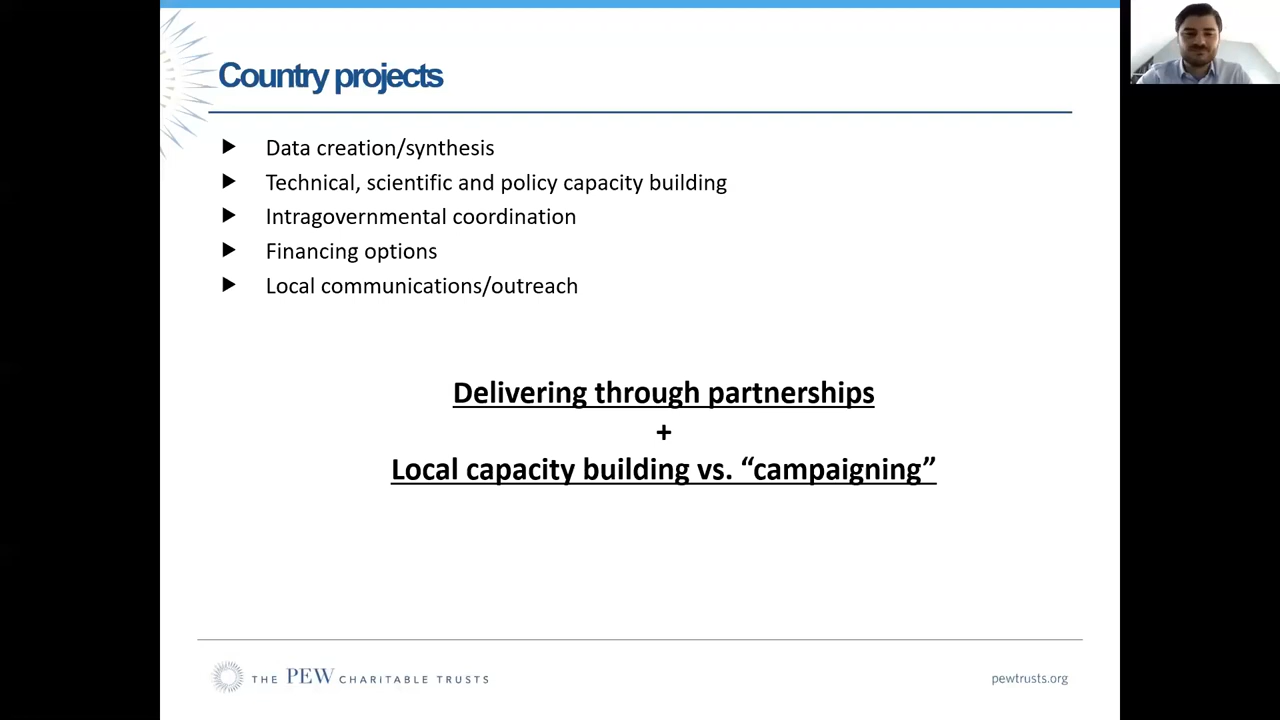 Country projects
Data creation/synthesis
Technical, scientific and policy capacity building
Intragovernmental coordination
Financing options
Local communications/outreach
Delivering through partnerships
+
Local capacity building vs. “campaigning”
THE PEW CHARITABLE TRUSTS
pewtrusts.org